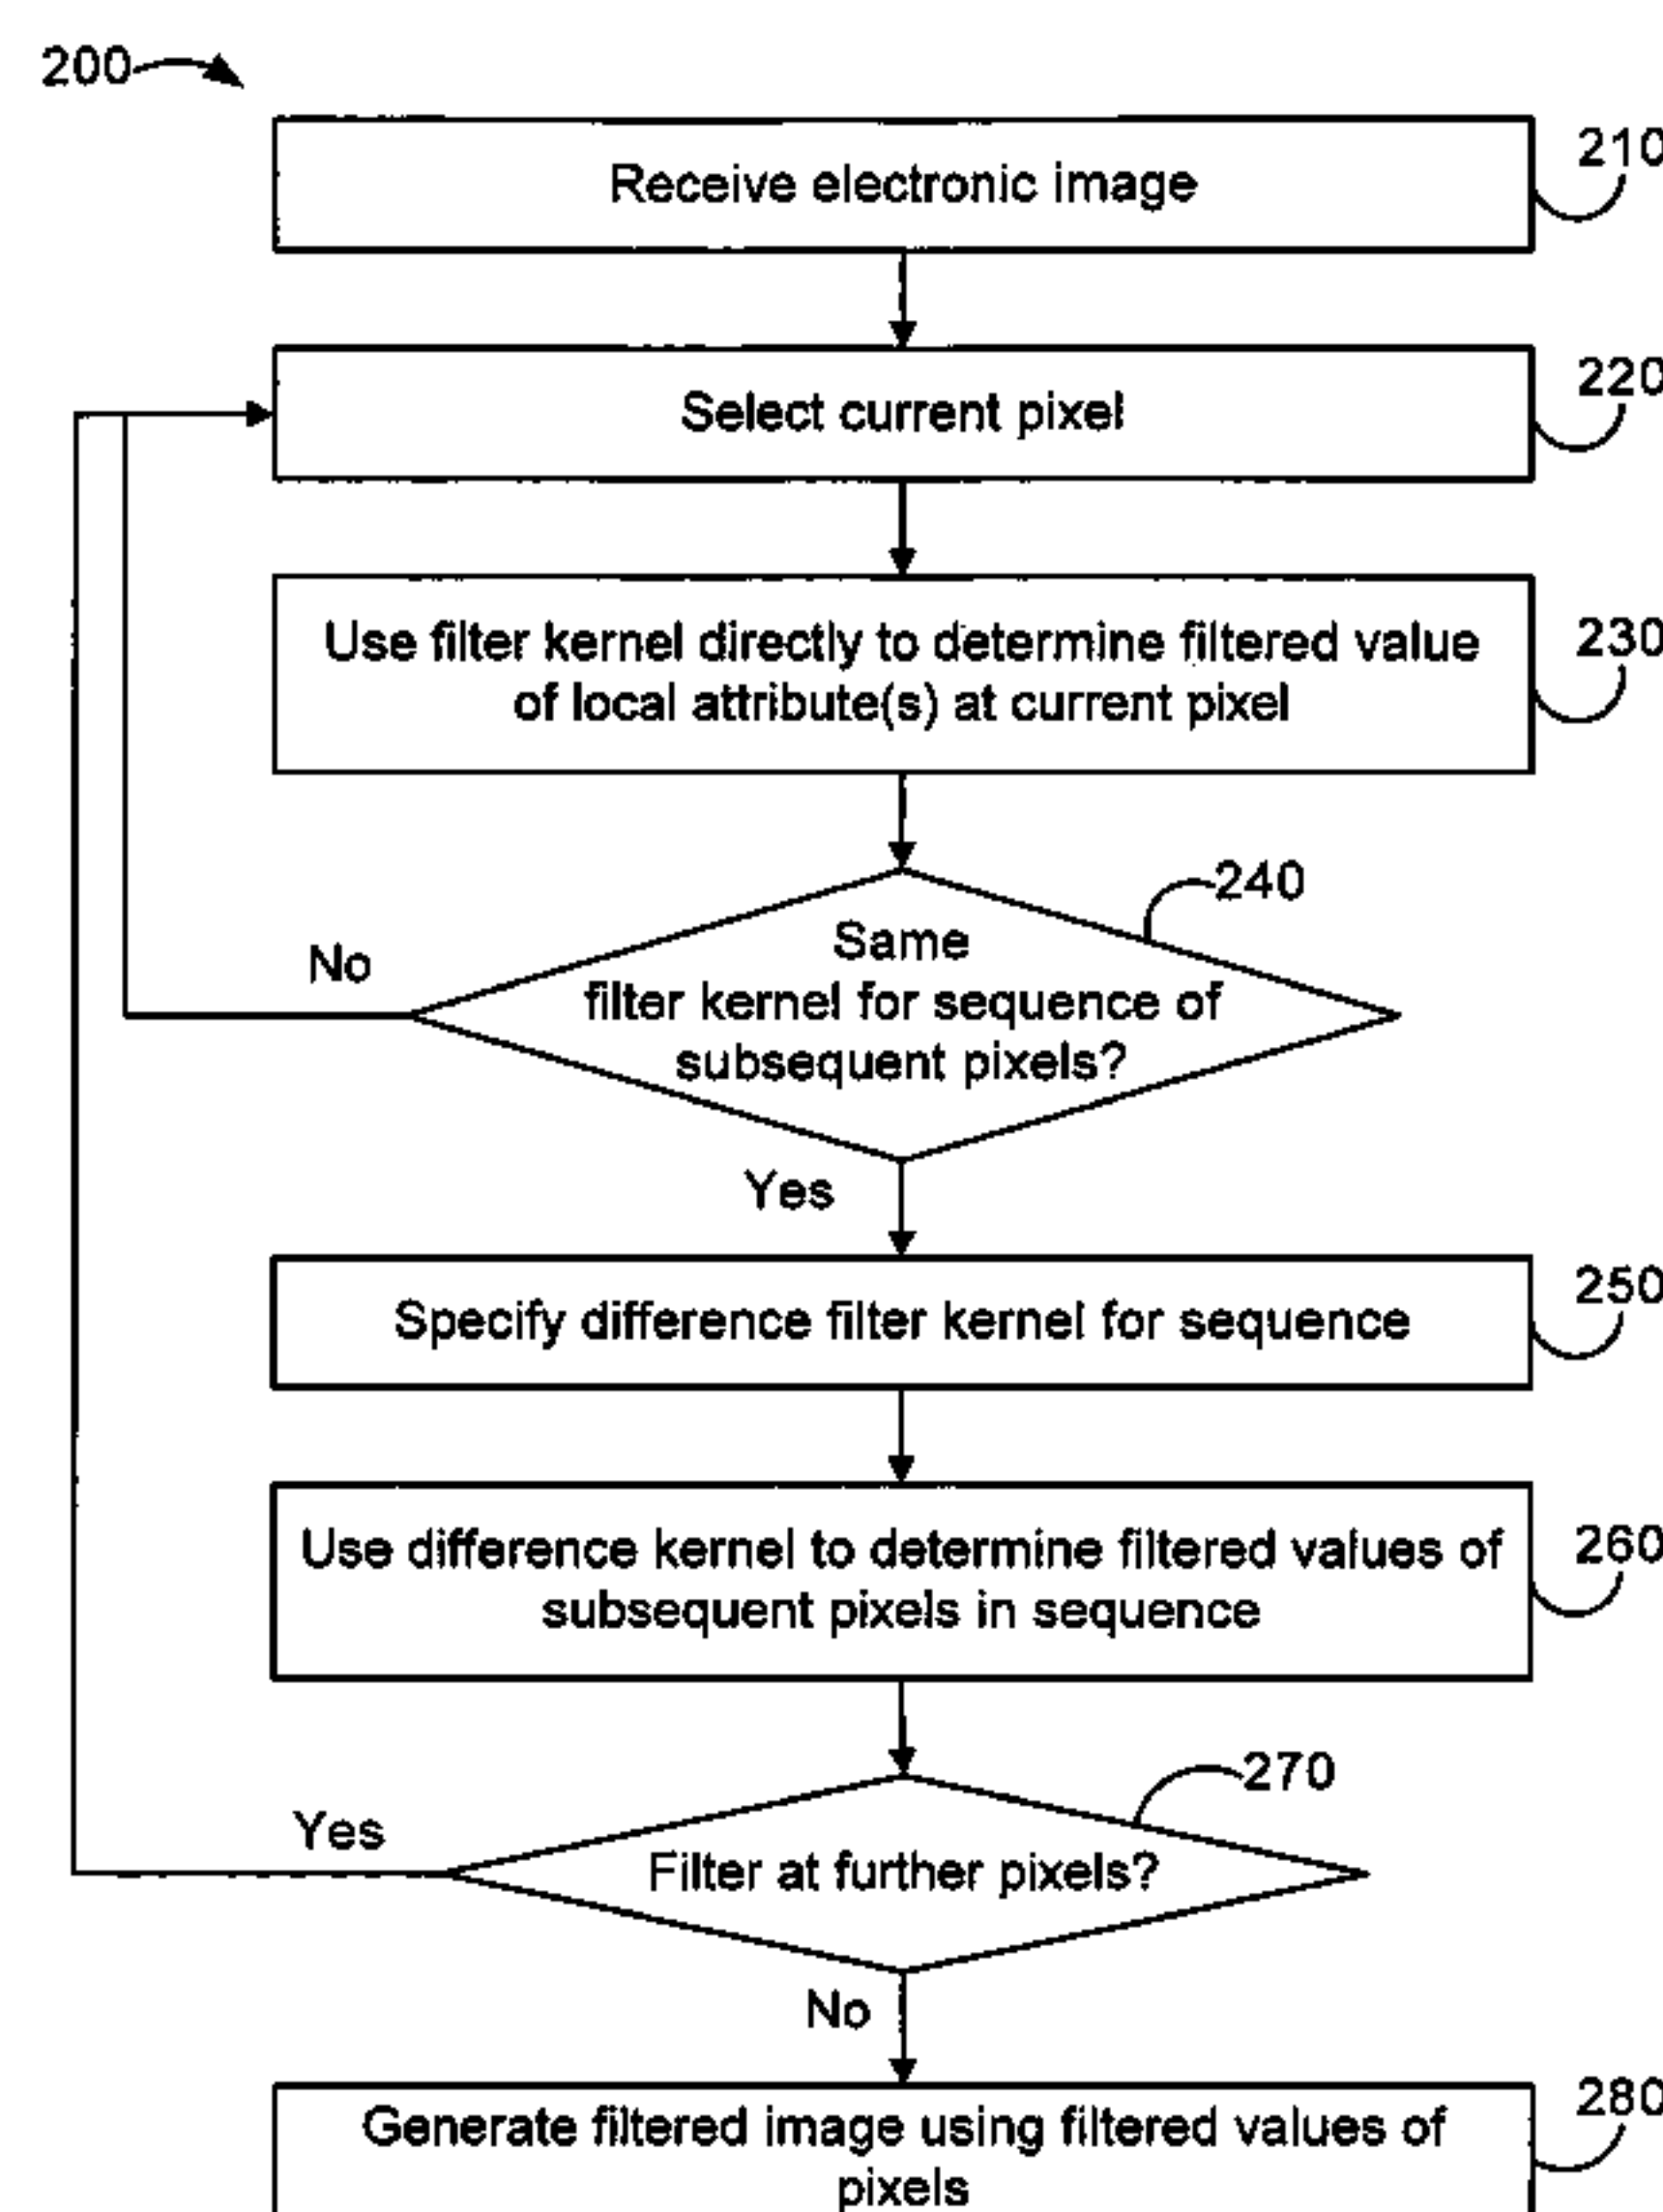 200
Receive electronic image
210
Select current pixel
220
Use filter kernel directly to determine filtered value
of local attribute(s) at current pixel
230
240
Same
filter kernel for sequence of
subsequent pixels?
No
Yes
Specify difference filter kernel for sequence
250
Use difference kernel to determine filtered values of
subsequent pixels in sequence
260
270
Filter at further pixels?
Yes
No
Generate filtered image using filtered values of
pixels
280